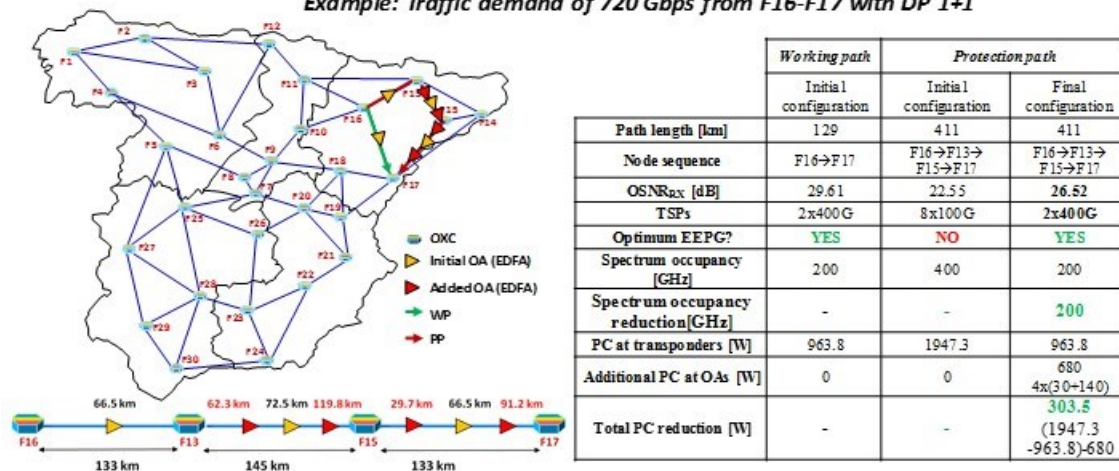 Example: Traffic demand of 720 Gbps from F16-F17 with DP 1+1
F12
F2
F1
F3
F11
F4
F13
F16
F15
F14
F10
F6
F5
F9
F18
F8
F17
F7
F20
F25
F19
F26
F27
F21
F22
F28
F23
F29
F24
F30
OXC
Initial OA (EDFA)
Added OA (EDFA)
WP
PP
66.5 km 62.3 km 72.5 km 119.8 km 29.7 km 66.5 km 91.2 km
F16 F13 F15 F17
133 km 145 km 133 km
Working path Protection path
Initial configuration Initial configuration Final configuration
Path length [km] 129 411 411
Node sequence F16→F17 F16→F13→ F15→F17 F16→F13→ F15→F17
OSNRRX [dB] 29.61 22.55 26.52
TSPs 2x400G 8x100G 2x400G
Optimum EEPG? YES NO YES
Spectrum occupancy [GHz] 200 400 200
Spectrum occupancy reduction[GHz] - - 200
PC at transponders [W] 963.8 1947.3 963.8
Additional PC at OAs [W] 0 0 680 4x(30+140)
Total PC reduction [W] - - 303.5 (1947.3 -963.8)-680